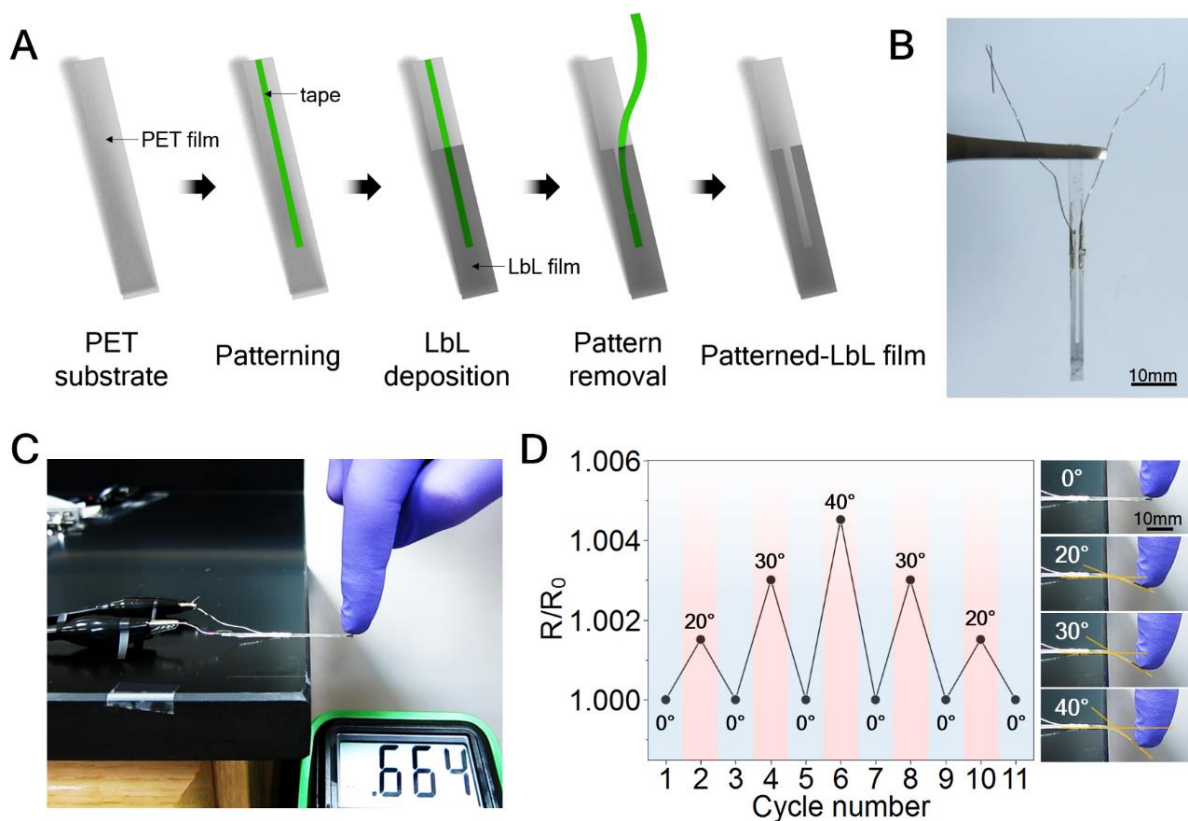 A
PET film
tape
LbL film
PET
substrate
Patterning
LbL
deposition
Pattern
removal
Patterned-LbL film
B
10mm
C
.664
D
R/R0
1.006
1.004
1.002
1.000
0°
20°
0°
30°
0°
40°
0°
30°
0°
20°
0°
1 2 3 4 5 6 7 8 9 10 11
Cycle number
0°
10mm
20°
30°
40°